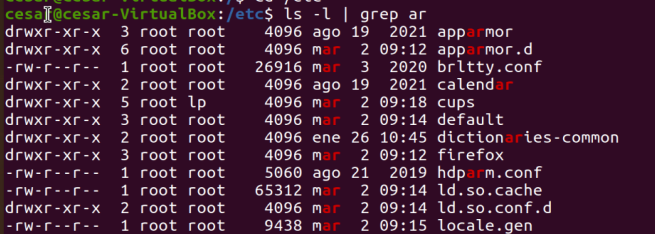 cesar@cesar-VirtualBox:/etc$ ls -l | grep ar
drwxr-xr-x 3 root root 4096 ago 19 2021 apparmor
drwxr-xr-x 6 root root 4096 mar 2 09:12 apparmor.d
-rw-r--r-- 1 root root 26916 mar 3 2020 brltty.conf
drwxr-xr-x 2 root root 4096 ago 19 2021 calendar
drwxr-xr-x 5 root lp 4096 mar 2 09:18 cups
drwxr-xr-x 3 root root 4096 mar 2 09:14 default
drwxr-xr-x 2 root root 4096 ene 26 10:45 dictionaries-common
drwxr-xr-x 3 root root 4096 mar 2 09:12 firefox
-rw-r--r-- 1 root root 5060 ago 21 2019 hdparm.conf
-rw-r--r-- 1 root root 65312 mar 2 09:14 ld.so.cache
drwxr-xr-x 2 root root 4096 mar 2 09:14 ld.so.conf.d
-rw-r--r-- 1 root root 9438 mar 2 09:15 locale.gen